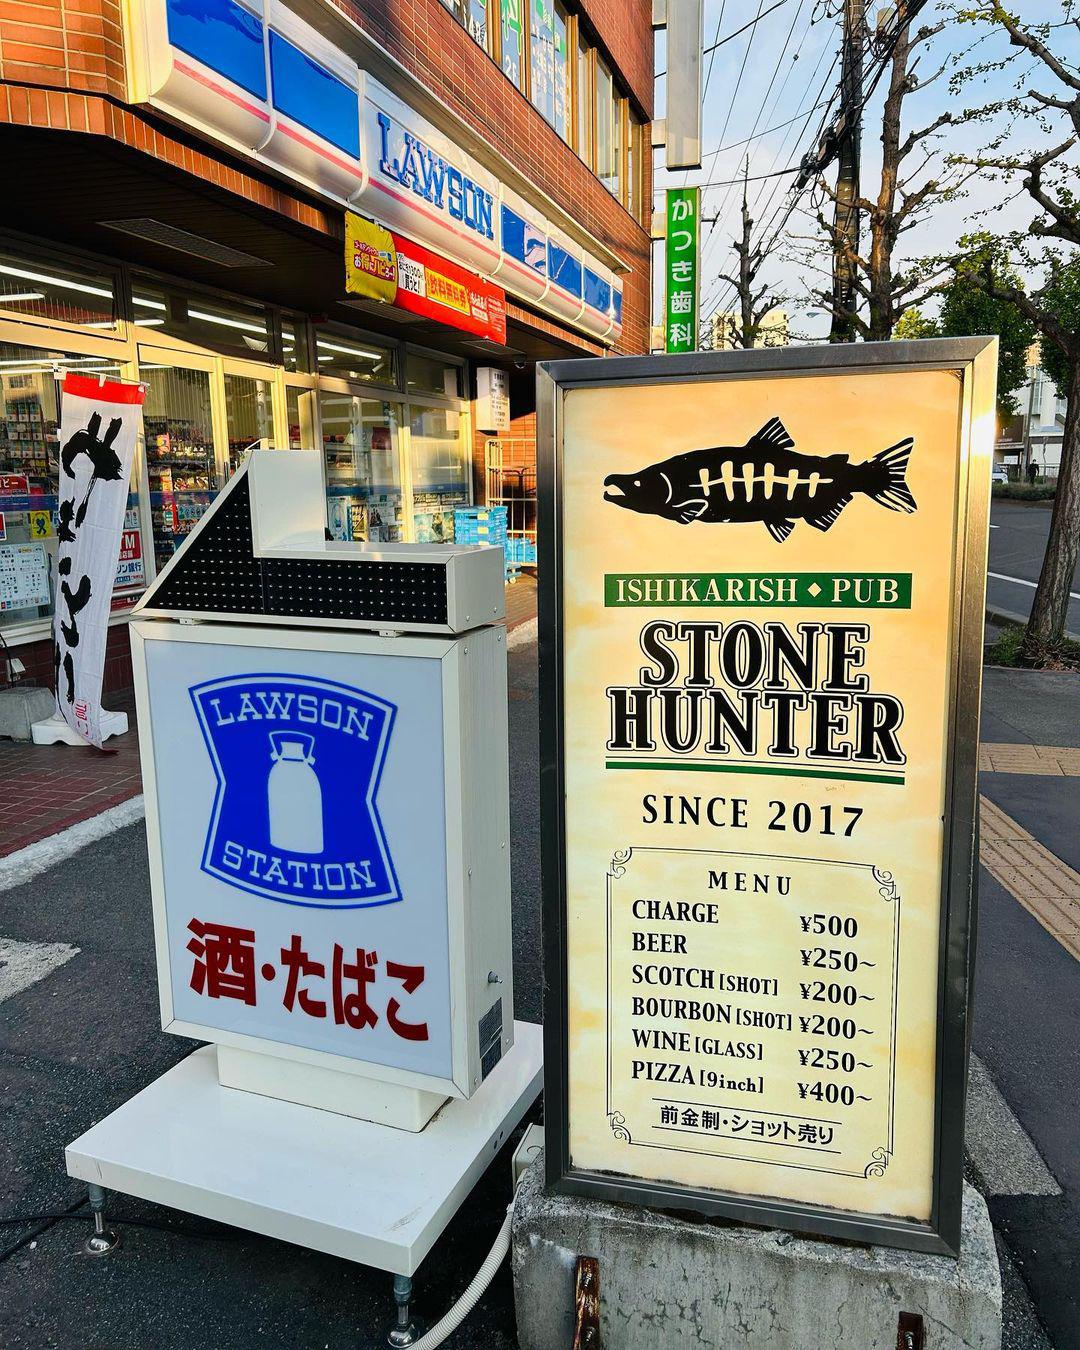 LAWSON
かつき歯科
LAWSON
STATION
酒・たばこ
ISHIKARISH ◆ PUB
STONE
HUNTER
SINCE 2017
MENU
CHARGE ¥500
BEER ¥250~
SCOTCH [SHOT] ¥200~
BOURBON [SHOT] ¥200~
WINE [GLASS] ¥250~
PIZZA [9inch] ¥400~
前金制・ショット売り